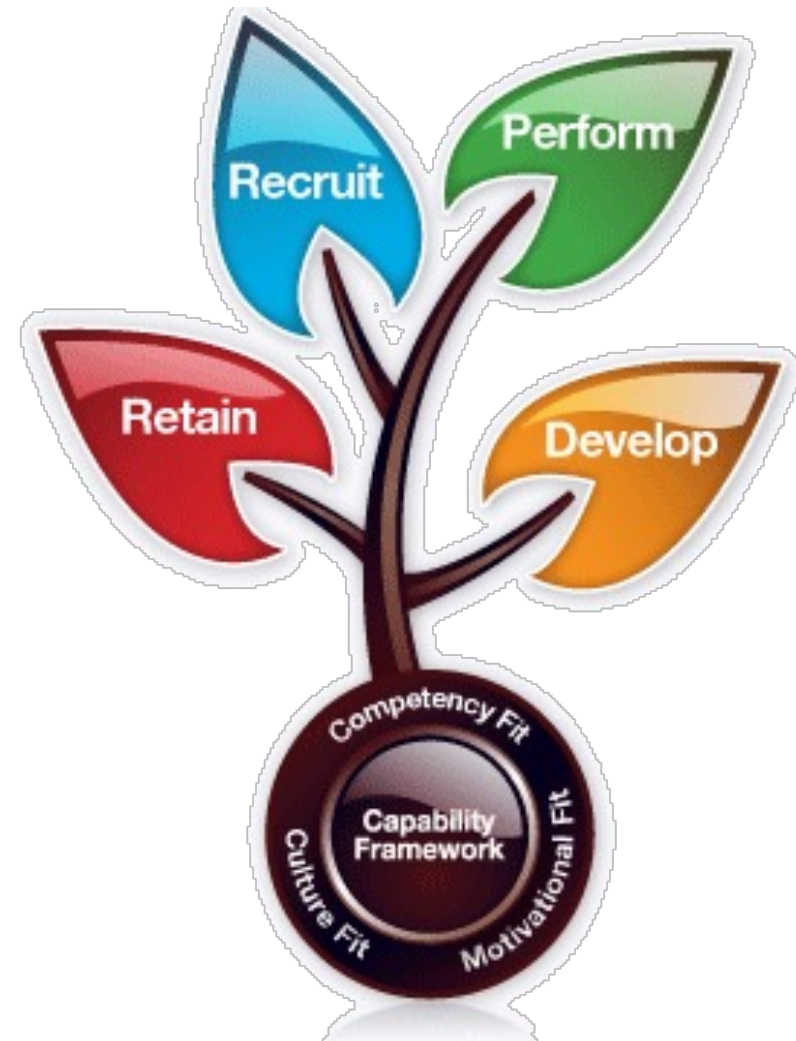 Recruit
Perform
Retain
Develop
Competency Fit
Capability
Framework
Culture Fit
Motivational Fit